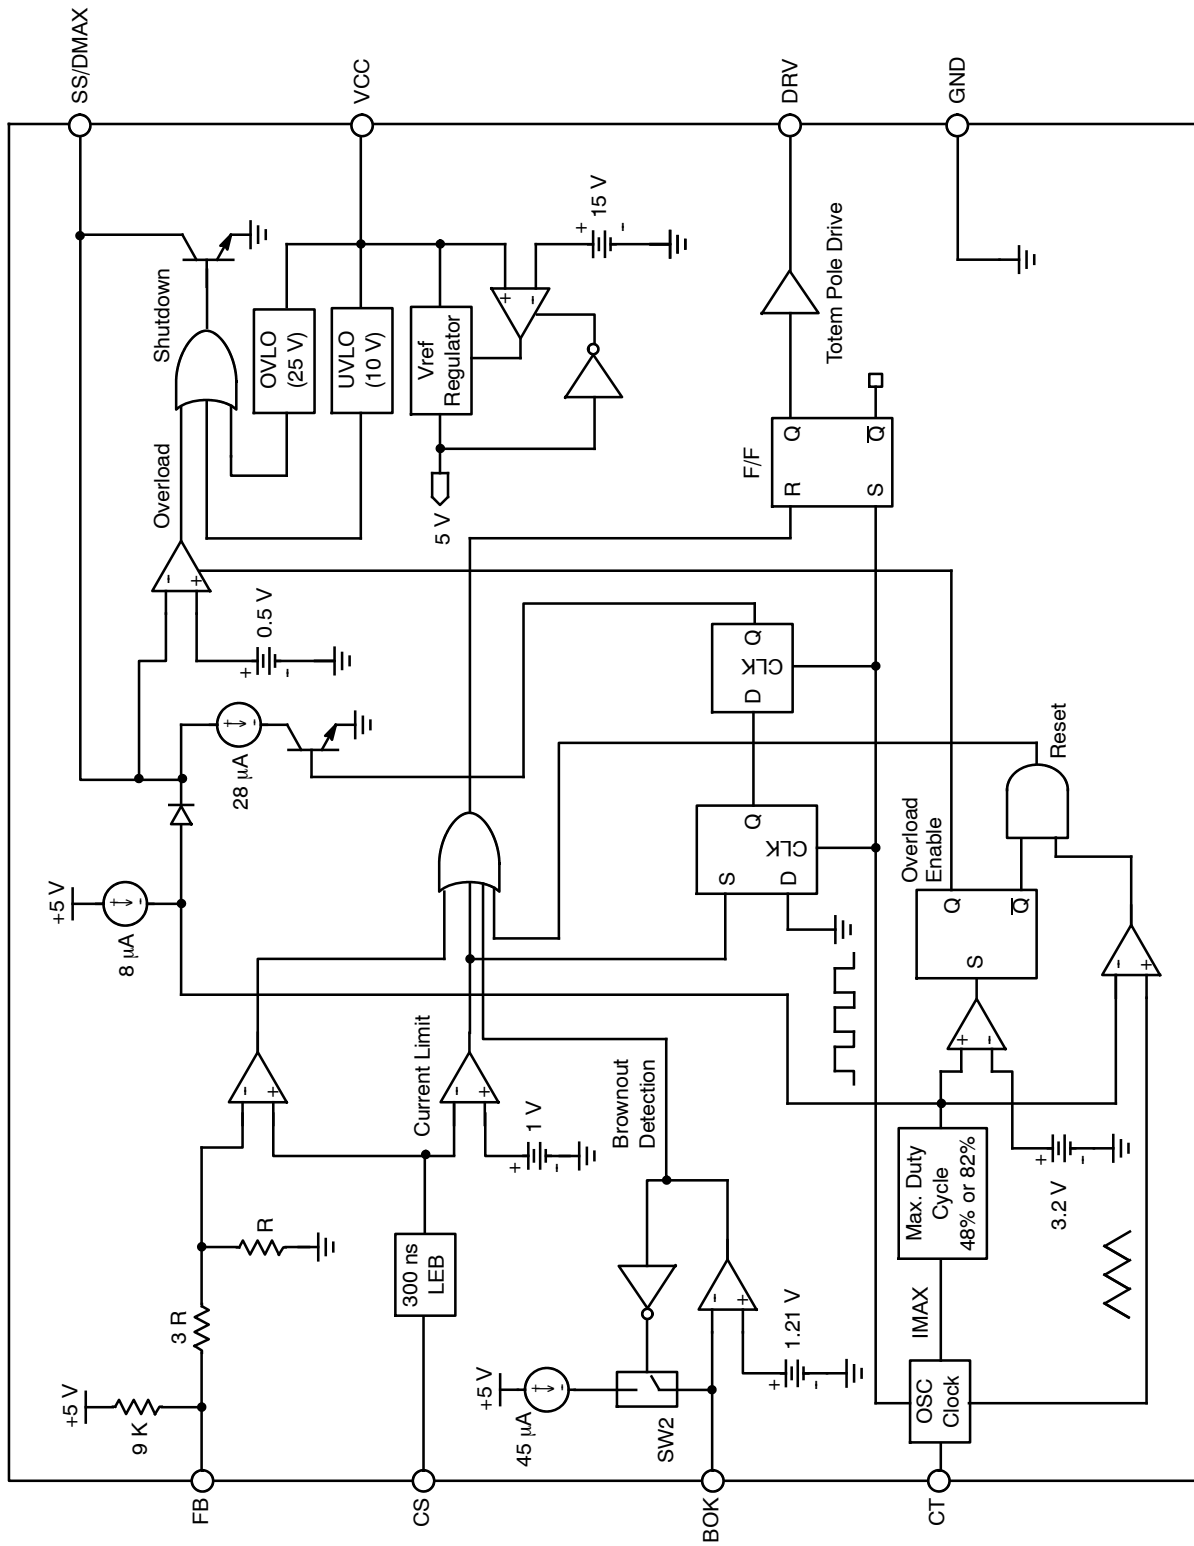 FB
CS
BOK
CT
SS/DMAX
VCC
DRV
GND
+5 V
9 K
3 R
R
+5 V
8 µA
28 µA
-
+
+
-
0.5 V
Overload
Shutdown
OVLO
(25 V)
UVLO
(10 V)
Vref
Regulator
5 V
+
-
+
-
15 V
300 ns
LEB
-
+
Current Limit
-
+
+
-
1 V
Brownout
Detection
+5 V
45 µA
SW2
-
+
+
-
1.21 V
S
D
Q
CLK
D
Q
CLK
F/F
R
S
Q
Q
Totem Pole Drive
OSC
Clock
IMAX
Max. Duty
Cycle
48% or 82%
+
-
+
-
3.2 V
S
Q
Q
Overload
Enable
Reset
-
+